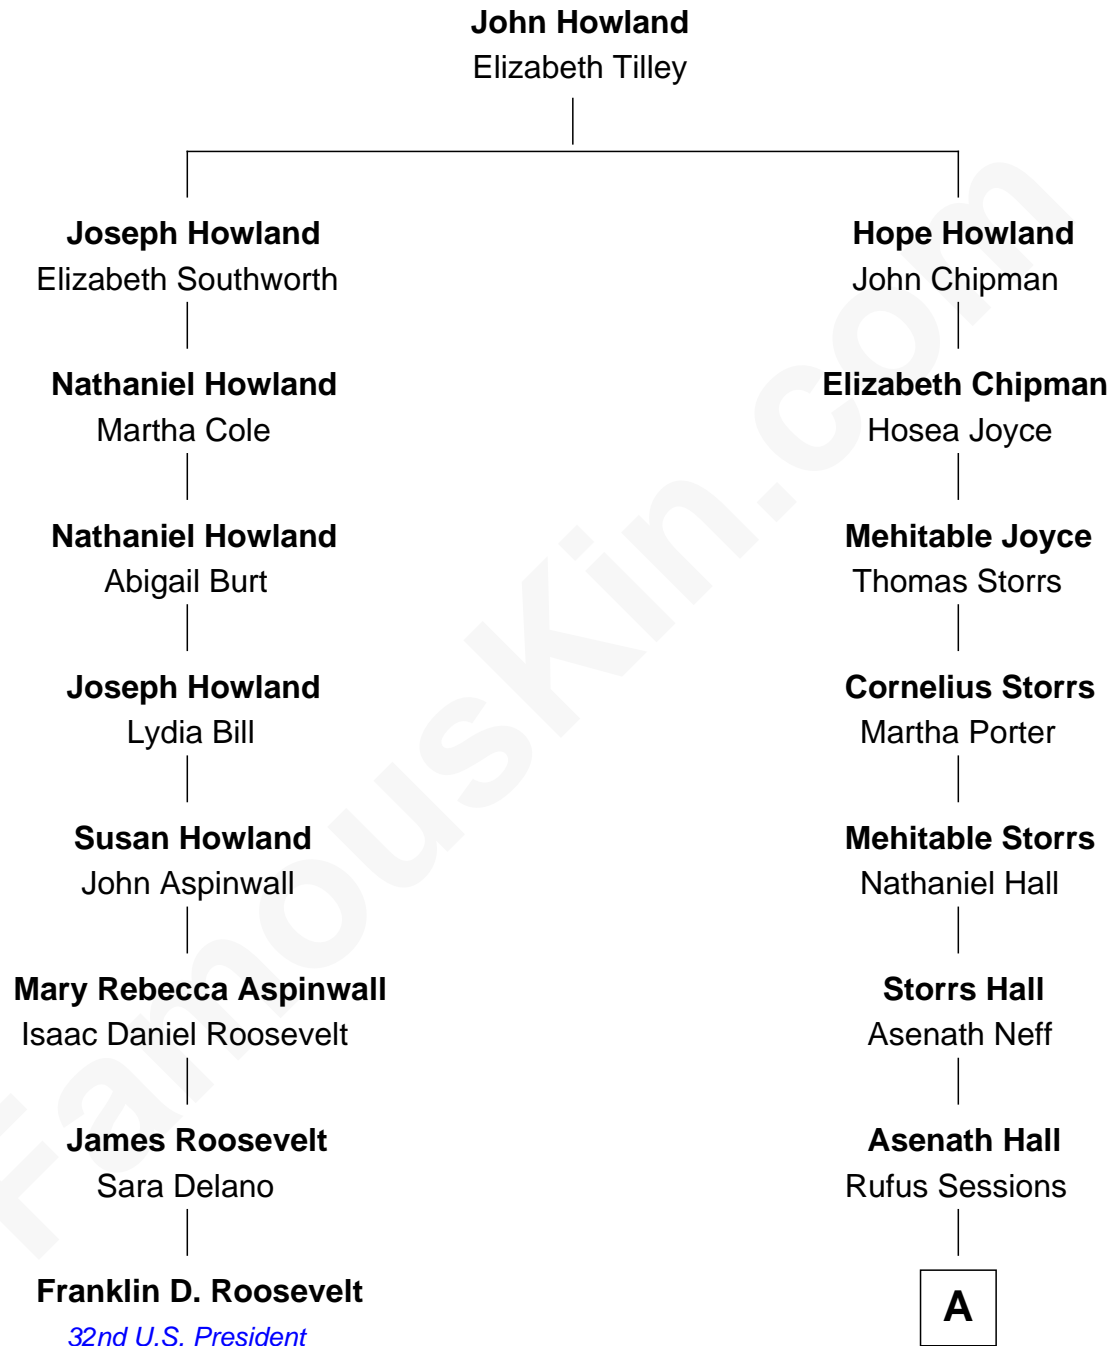 John Howland
Elizabeth Tilley
Joseph Howland
Elizabeth Southworth
Nathaniel Howland
Martha Cole
Nathaniel Howland
Abigail Burt
Joseph Howland
Lydia Bill
Susan Howland
John Aspinwall
Mary Rebecca Aspinwall
Isaac Daniel Roosevelt
James Roosevelt
Sara Delano
Franklin D. Roosevelt
32nd U.S. President
Hope Howland
John Chipman
Elizabeth Chipman
Hosea Joyce
Mehitable Joyce
Thomas Storrs
Cornelius Storrs
Martha Porter
Mehitable Storrs
Nathaniel Hall
Storrs Hall
Asenath Neff
Asenath Hall
Rufus Sessions
A
FamousKin.com